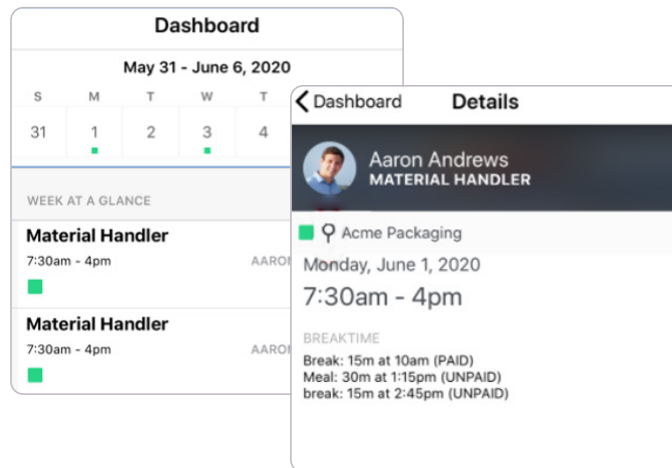 Dashboard
May 31 - June 6, 2020
S M T W T
31 1 2 3 4
WEEK AT A GLANCE
Material Handler
7:30am - 4pm
Material Handler
7:30am - 4pm
Dashboard Details
Aaron Andrews
MATERIAL HANDLER
Acme Packaging
Monday, June 1, 2020
7:30am - 4pm
BREAKTIME
Break: 15m at 10am (PAID)
Meal: 30m at 1:15pm (UNPAID)
break: 15m at 2:45pm (UNPAID)